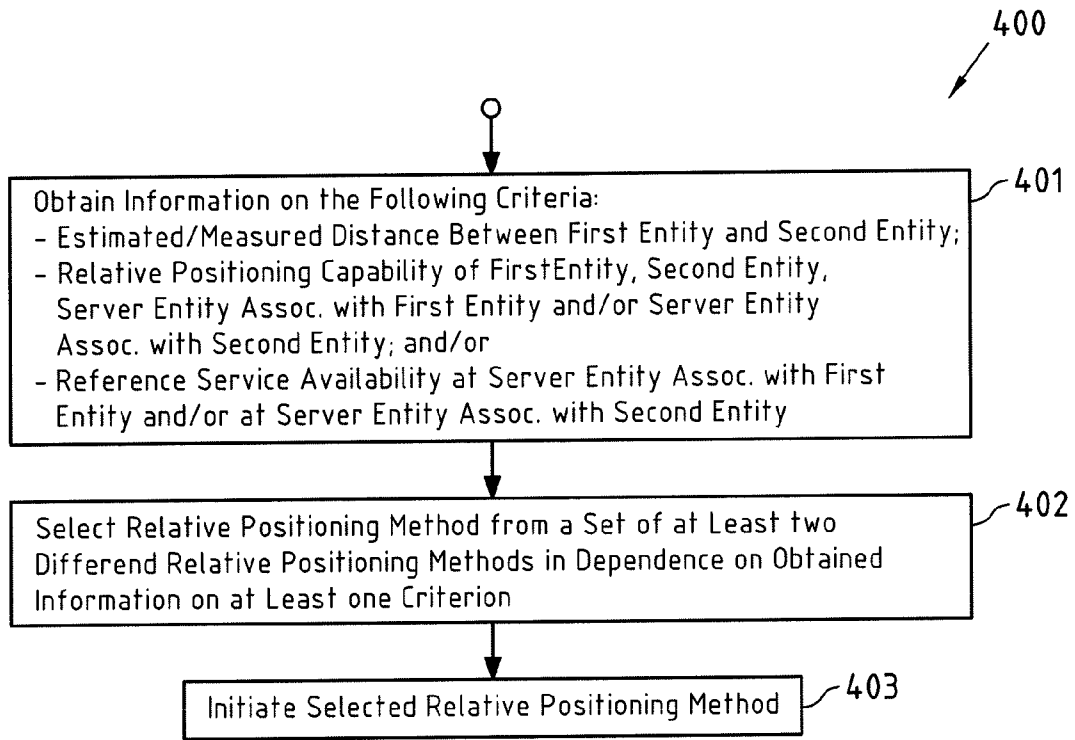 400
401
Obtain Information on the Following Criteria:
- Estimated/Measured Distance Between First Entity and Second Entity;
- Relative Positioning Capability of FirstEntity, Second Entity,
Server Entity Assoc. with First Entity and/or Server Entity
Assoc. with Second Entity; and/or
- Reference Service Availability at Server Entity Assoc. with First
Entity and/or at Server Entity Assoc. with Second Entity
402
Select Relative Positioning Method from a Set of at Least two
Differend Relative Positioning Methods in Dependence on Obtained
Information on at Least one Criterion
403
Initiate Selected Relative Positioning Method